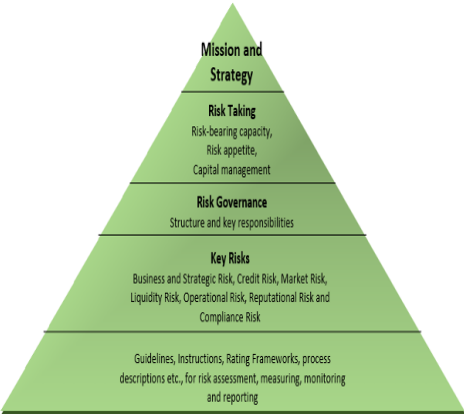 Mission and
Strategy
Risk Taking
Risk-bearing capacity,
Risk appetite,
Capital management
Risk Governance
Structure and key responsibilities
Key Risks
Business and Strategic Risk, Credit Risk, Market Risk,
Liquidity Risk, Operational Risk, Reputational Risk and
Compliance Risk
Guidelines, Instructions, Rating Frameworks, process
descriptions etc., for risk assessment, measuring, monitoring
and reporting